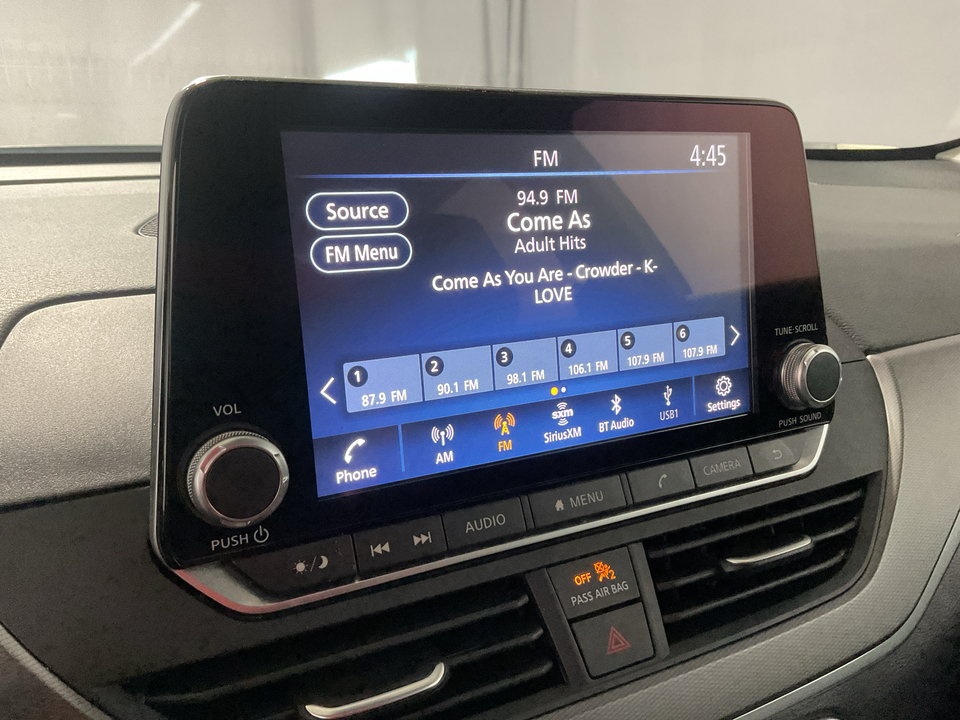 FM
4:45
Source
FM Menu
94.9 FM
Come As
Adult Hits
Come As You Are - Crowder - K-
LOVE
1
87.9 FM
2
90.1 FM
3
98.1 FM
4
106.1 FM
5
107.9 FM
6
107.9 FM
Phone
AM
FM
sxm
SiriusXM
BT Audio
USB1
Settings
VOL
PUSH
TUNE·SCROLL
PUSH SOUND
AUDIO
MENU
CAMERA
OFF
2
PASS AIR BAG